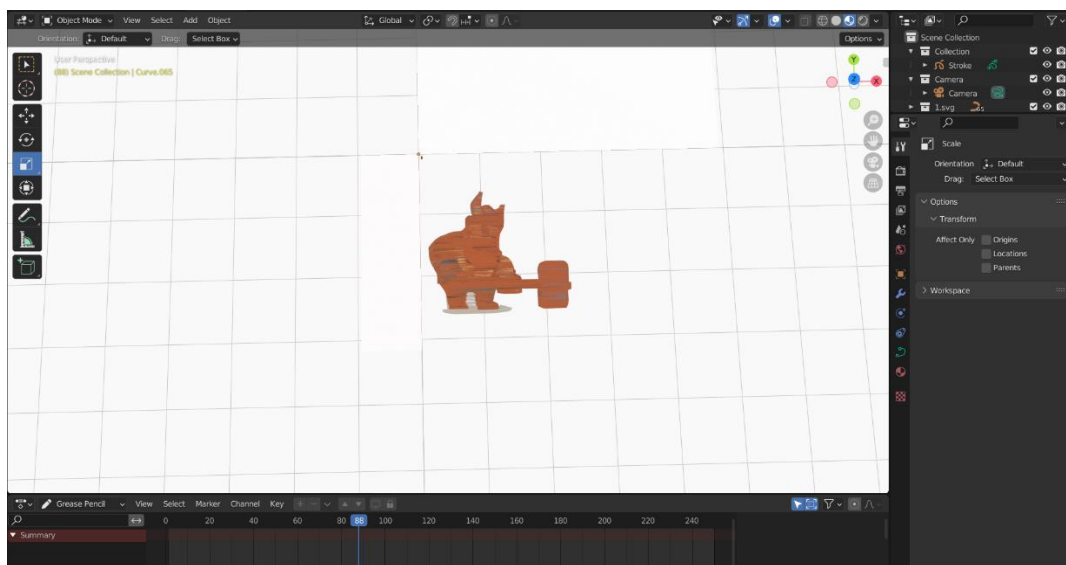 Object Mode View Select Add Object Global
Orientation: Default Drag: Select Box Options
User Perspective
(88) Scene Collection | Curve.065
Y
Z X
Scene Collection
Collection
Stroke
Camera
Camera
1.svg 5
Scale
Orientation Default
Drag: Select Box
Options
Transform
Affect Only Origins
Locations
Parents
Workspace
Grease Pencil View Select Marker Channel Key
0 20 40 60 80 88 100 120 140 160 180 200 220 240
Summary